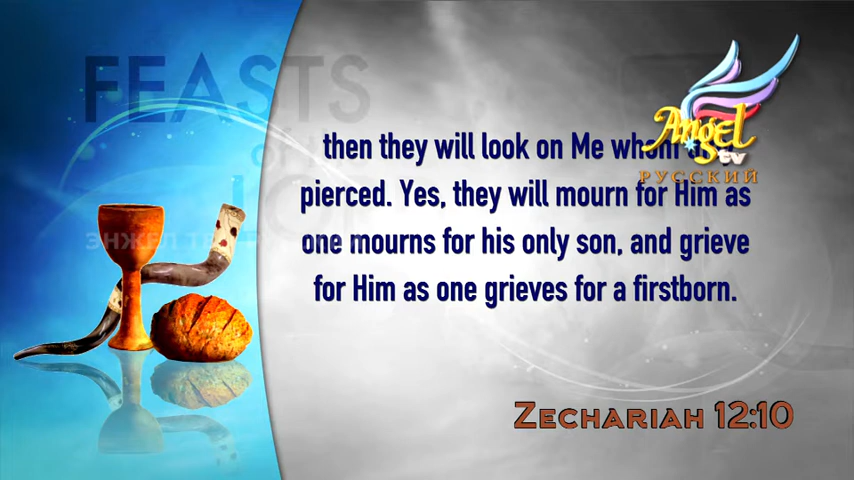 FEASTS
then they will look on Me whom they
pierced. Yes, they will mourn for Him as
one mourns for his only son, and grieve
for Him as one grieves for a firstborn.
Zechariah 12:10
Angel
tv
РУССКИЙ